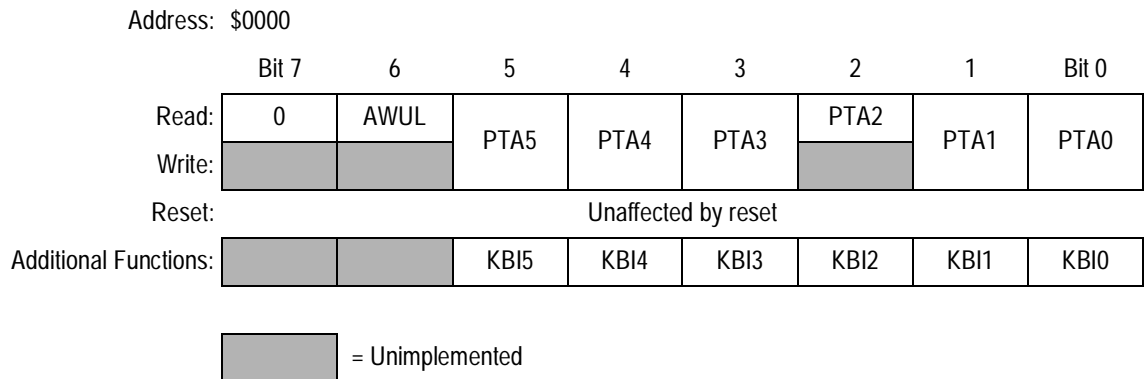 Address: $0000
Bit 7 6 5 4 3 2 1 Bit 0
Read: 0 AWUL PTA5 PTA4 PTA3 PTA2 PTA1 PTA0
Write:
Reset: Unaffected by reset
Additional Functions: KBI5 KBI4 KBI3 KBI2 KBI1 KBI0
= Unimplemented